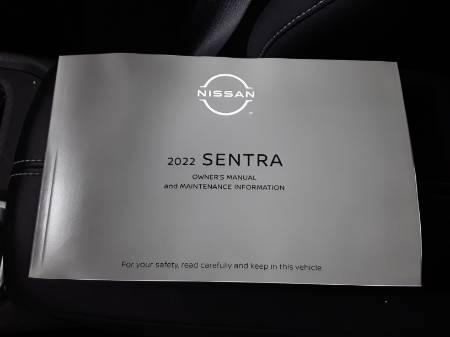 NISSAN
2022 SENTRA
OWNER'S MANUAL
and MAINTENANCE INFORMATION
For your safety, read carefully and keep in this vehicle.